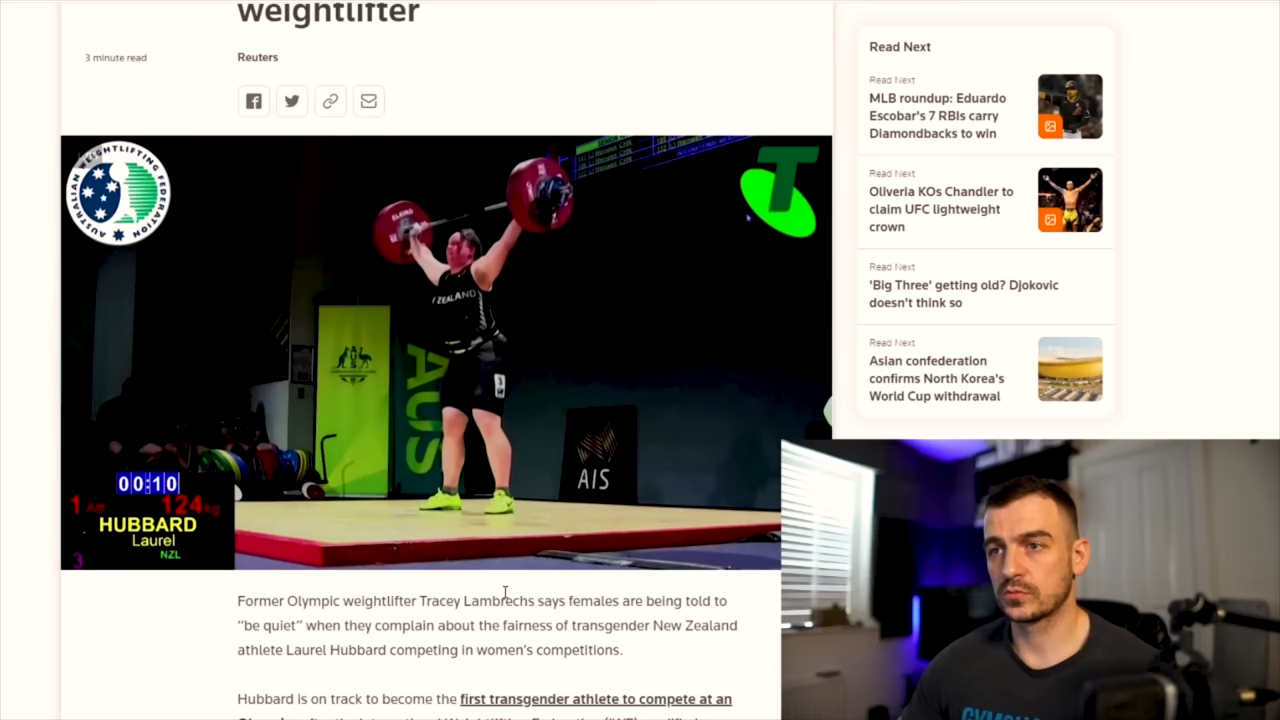 weightlifter
3 minute read
Reuters
AUSTRALIAN WEIGHTLIFTING FEDERATION
T
ZEALAND
AUS
AUS
AIS
00:10
1
124kg
HUBBARD
Laurel
NZL
3
Former Olympic weightlifter Tracey Lambrechs says females are being told to
“be quiet” when they complain about the fairness of transgender New Zealand
athlete Laurel Hubbard competing in women’s competitions.
Hubbard is on track to become the first transgender athlete to compete at an
Read Next
Read Next
MLB roundup: Eduardo
Escobar's 7 RBIs carry
Diamondbacks to win
Read Next
Oliveria KOs Chandler to
claim UFC lightweight
crown
Read Next
'Big Three' getting old? Djokovic
doesn't think so
Read Next
Asian confederation
confirms North Korea's
World Cup withdrawal